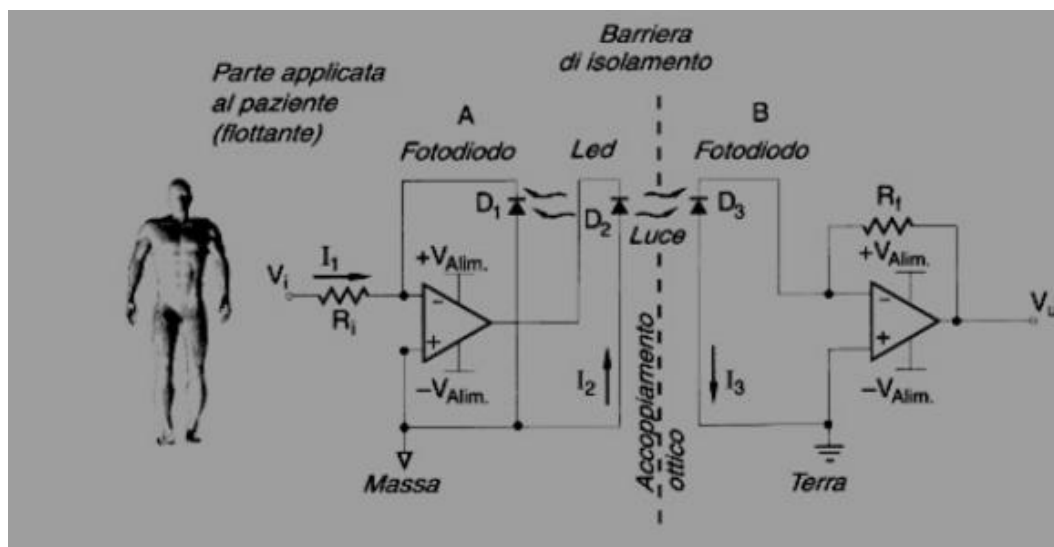 Barriera
di isolamento
Parte applicata
al paziente
(flottante)
A
B
Fotodiodo
Led
Fotodiodo
D1
D2
Luce
D3
Rf
Vi
I1
Ri
+VAlim.
−
+
−VAlim.
I2
Accoppiamento
ottico
I3
+VAlim.
−
+
−VAlim.
Vu
Massa
Terra